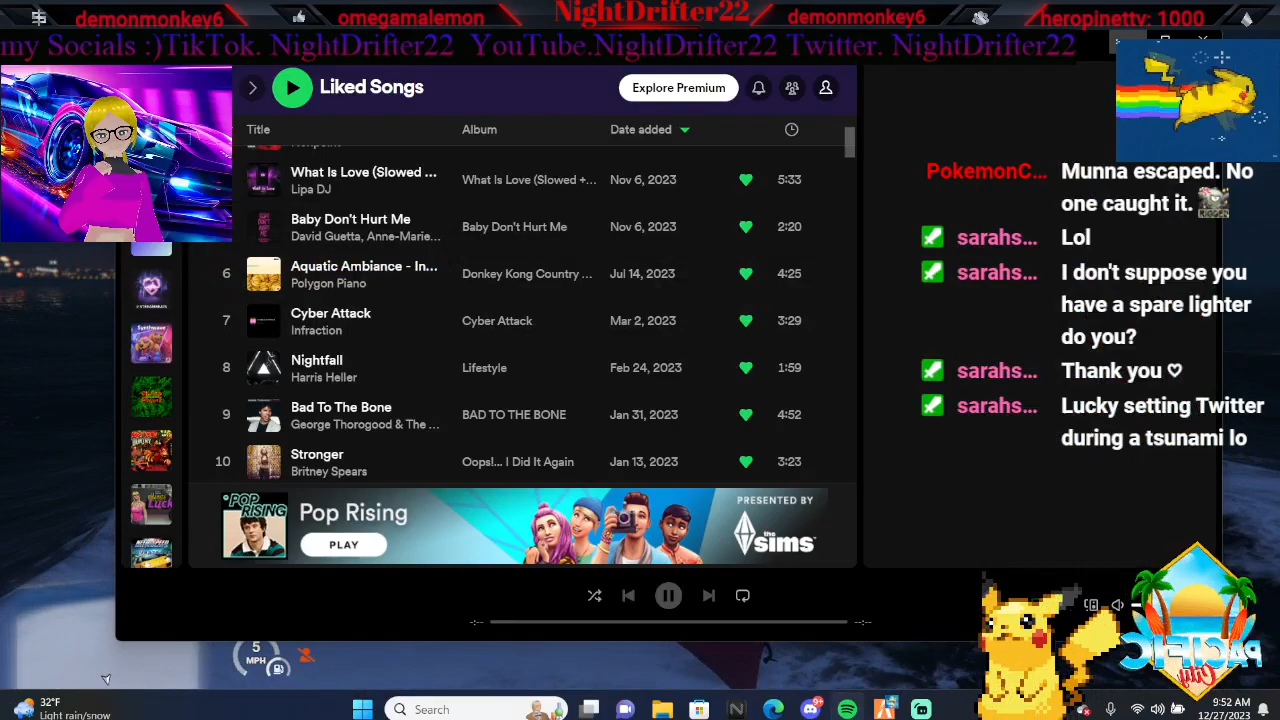 NightDrifter22
demonmonkey6
omegamalemon
demonmonkey6
heropinettv: 1000
my Socials :)TikTok. NightDrifter22 YouTube.NightDrifter22 Twitter. NightDrifter22
Liked Songs
Explore Premium
Title Album Date added
What Is Love (Slowed ... What Is Love (Slowed +... Nov 6, 2023 5:33
Lipa DJ
Baby Don't Hurt Me Baby Don't Hurt Me Nov 6, 2023 2:20
David Guetta, Anne-Marie...
6 Aquatic Ambiance - In... Donkey Kong Country ... Jul 14, 2023 4:25
Polygon Piano
7 Cyber Attack Cyber Attack Mar 2, 2023 3:29
Infraction
8 Nightfall Lifestyle Feb 24, 2023 1:59
Harris Heller
9 Bad To The Bone BAD TO THE BONE Jan 31, 2023 4:52
George Thorogood & The ...
10 Stronger Oops!... I Did It Again Jan 13, 2023 3:23
Britney Spears
Synthwave
POP RISING
Pop Rising
PLAY
PRESENTED BY
the sims
-:--
--:--
PokemonC... Munna escaped. No
one caught it.
sarahs... Lol
sarahs... I don't suppose you
have a spare lighter
do you?
sarahs... Thank you ♡
sarahs... Lucky setting Twitter
during a tsunami lo
PACIFIC
City
5
MPH
32°F
Light rain/snow
Search
9+
9:52 AM
12/27/2023